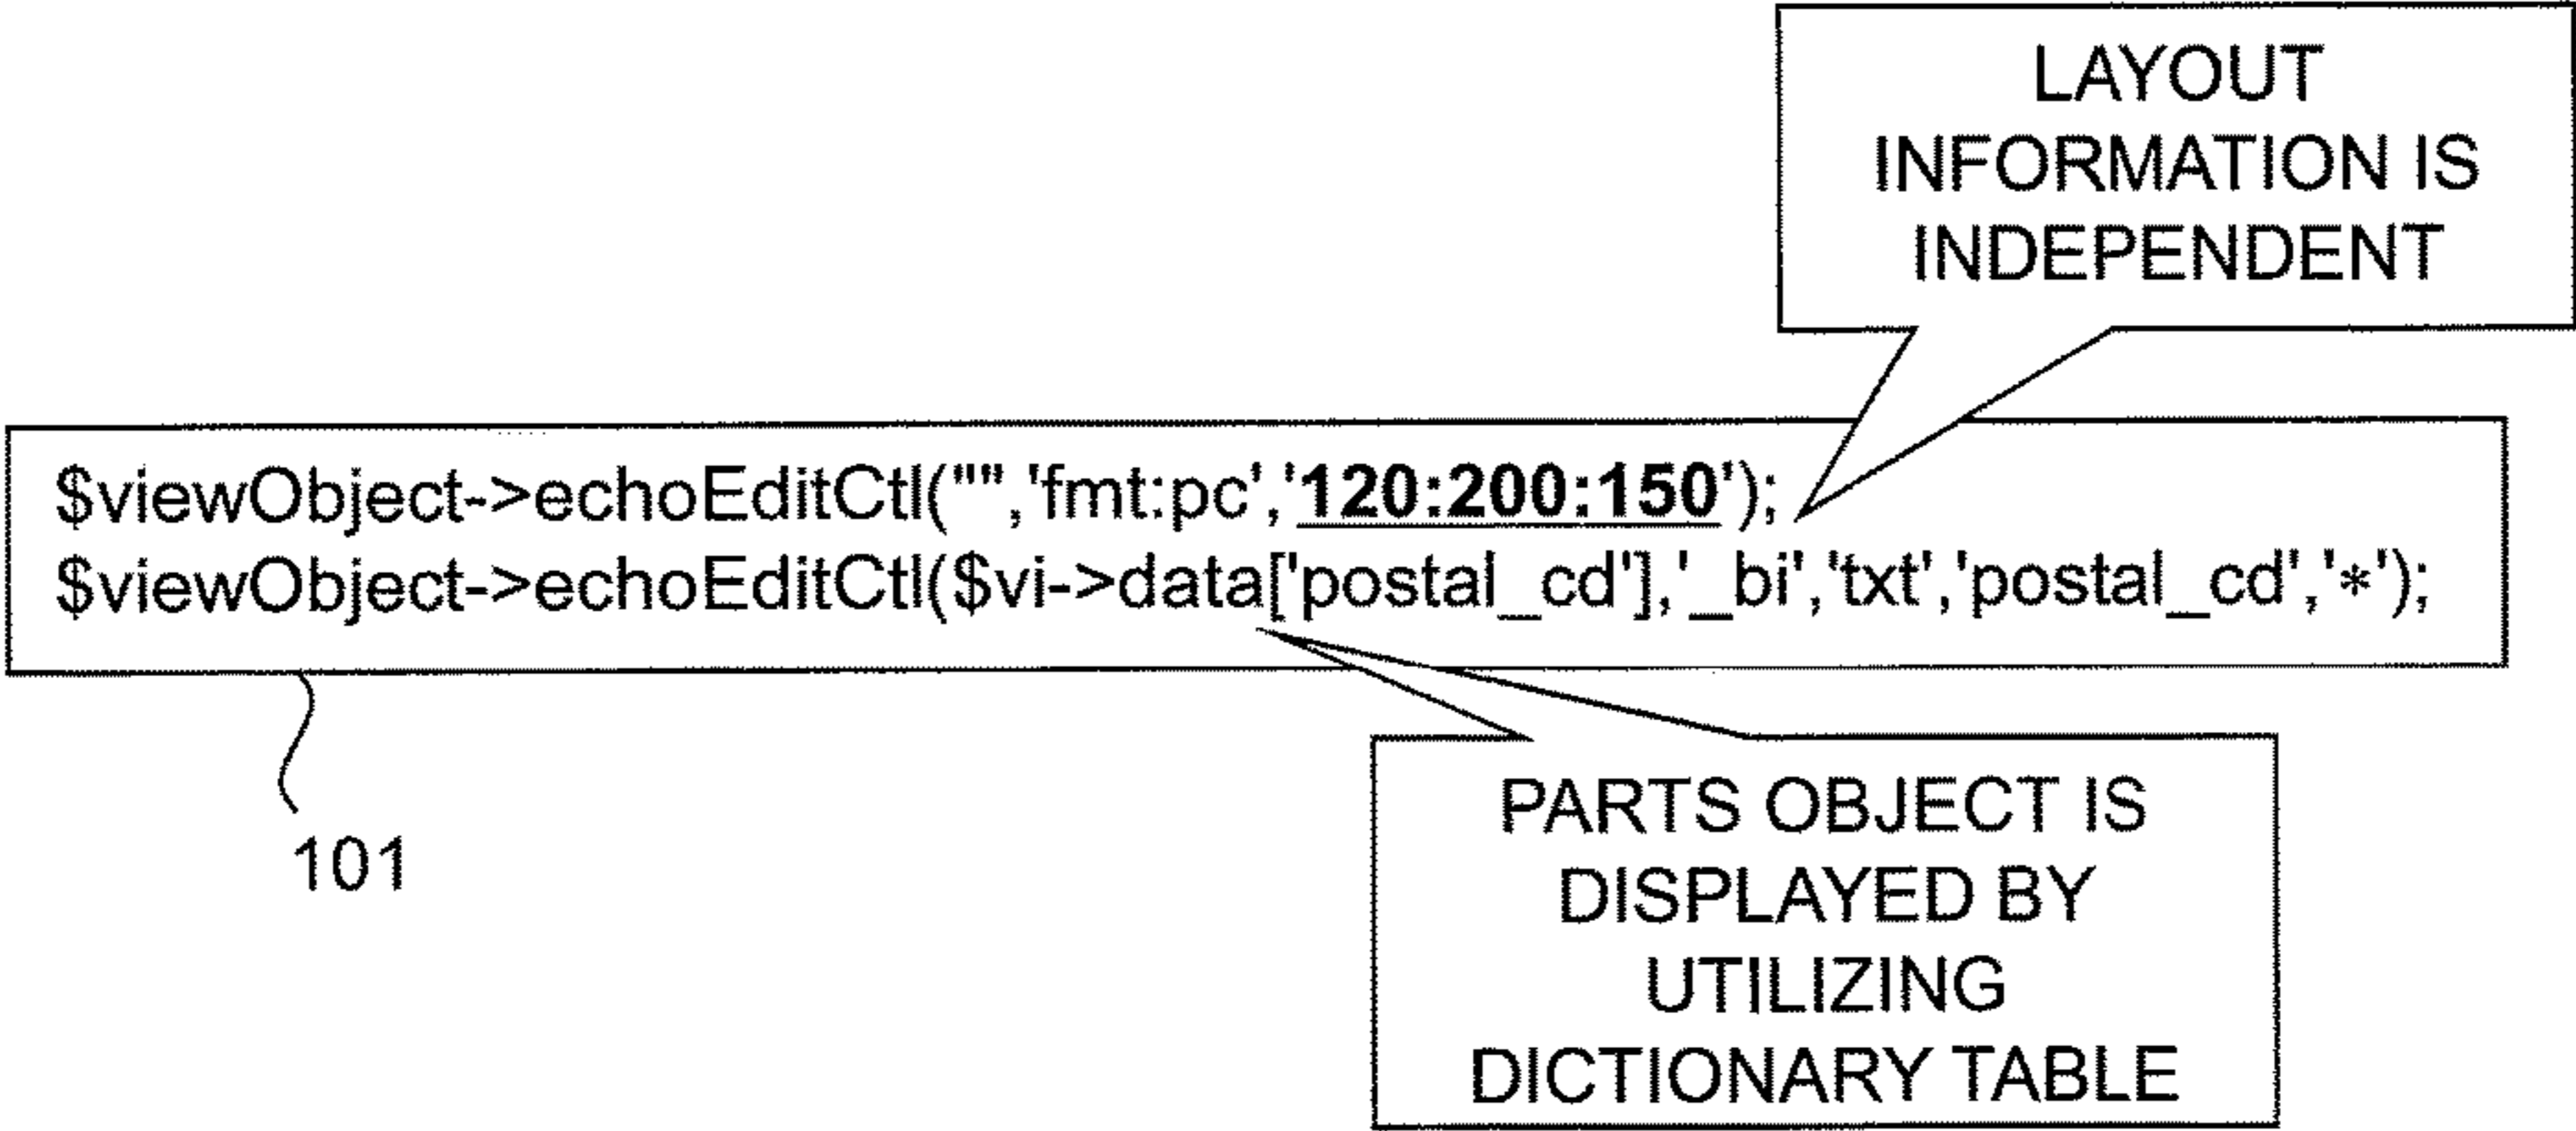 LAYOUT
INFORMATION IS
INDEPENDENT
$viewObject->echoEditCtl("",'fmt:pc','120:200:150');
$viewObject->echoEditCtl($vi->data['postal_cd'],'_bi','txt','postal_cd','*');
101
PARTS OBJECT IS
DISPLAYED BY
UTILIZING
DICTIONARY TABLE